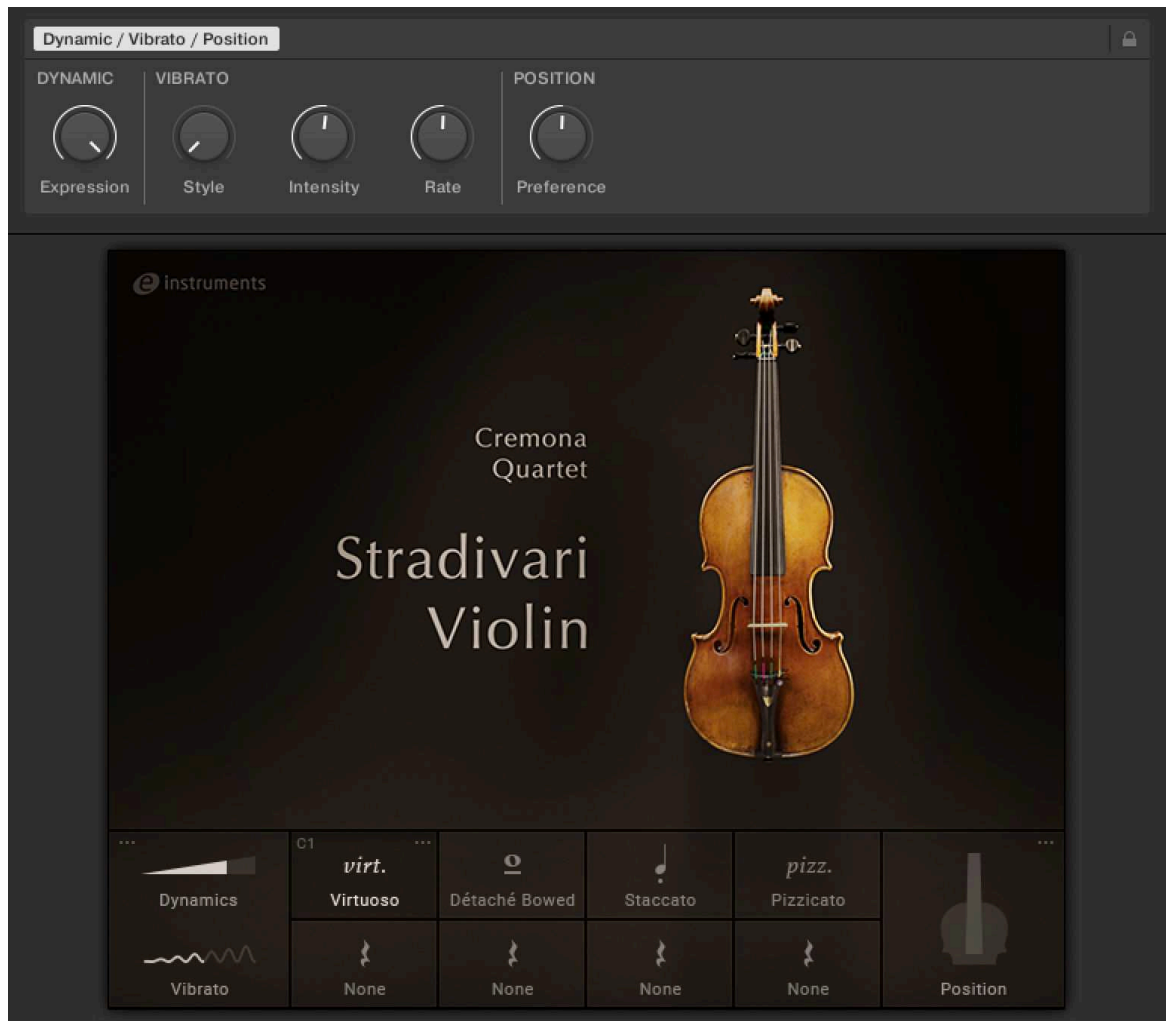 Dynamic / Vibrato / Position
DYNAMIC
VIBRATO
POSITION
Expression
Style
Intensity
Rate
Preference
e instruments
Cremona
Quartet
Stradivari
Violin
C1
virt.
pizz.
Dynamics
Virtuoso
Détaché Bowed
Staccato
Pizzicato
Vibrato
None
None
None
None
Position